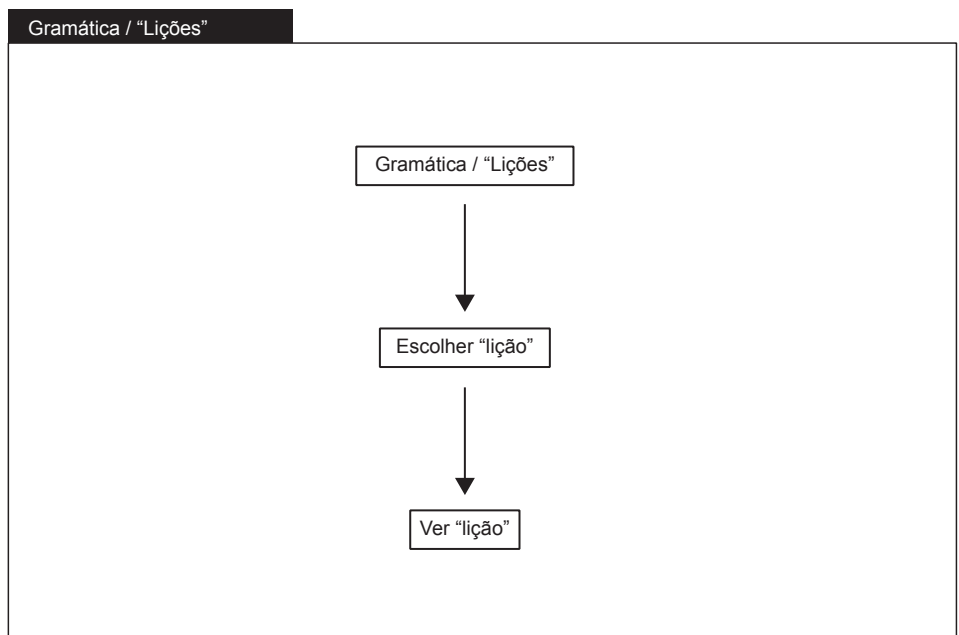 Gramática / “Lições”
Gramática / “Lições”
Escolher “lição”
Ver “lição”